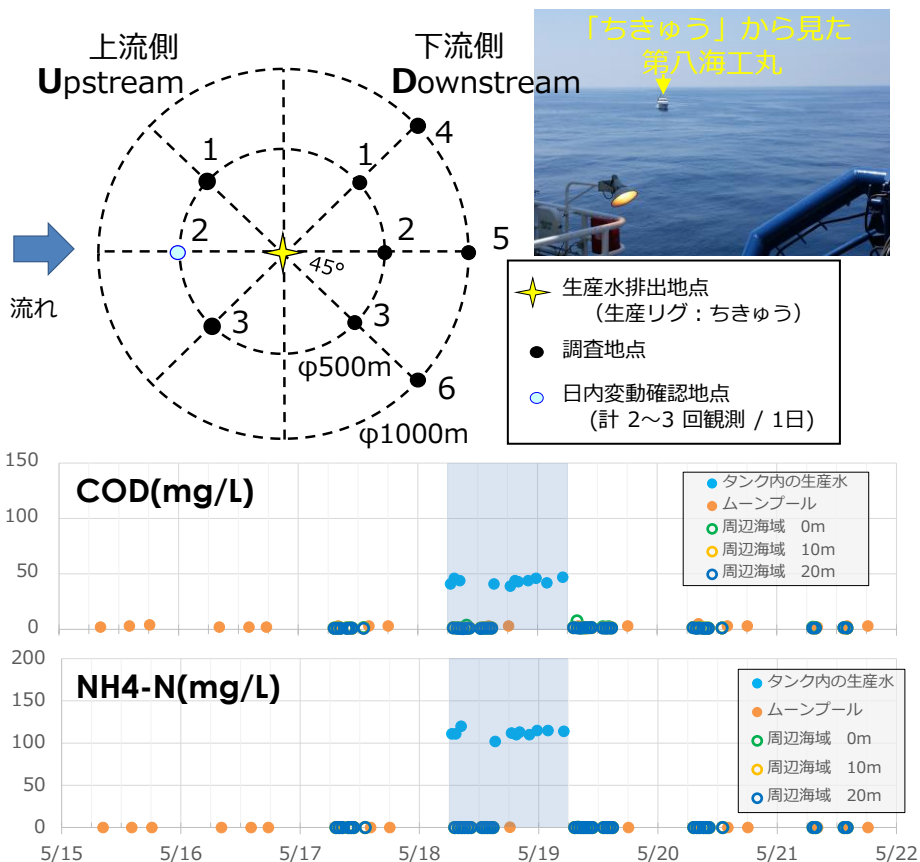 上流側
Upstream
下流側
Downstream
「ちきゅう」から見た
第八海工丸
4
1
1
2
2
5
45°
流れ
3
3
6
φ500m
φ1000m
生産水排出地点
（生産リグ：ちきゅう）
調査地点
日内変動確認地点
(計 2～3 回観測 / 1日)
COD(mg/L)
150
100
50
0
タンク内の生産水
ムーンプール
周辺海域 0m
周辺海域 10m
周辺海域 20m
NH4-N(mg/L)
200
150
100
50
0
タンク内の生産水
ムーンプール
周辺海域 0m
周辺海域 10m
周辺海域 20m
5/15 5/16 5/17 5/18 5/19 5/20 5/21 5/22